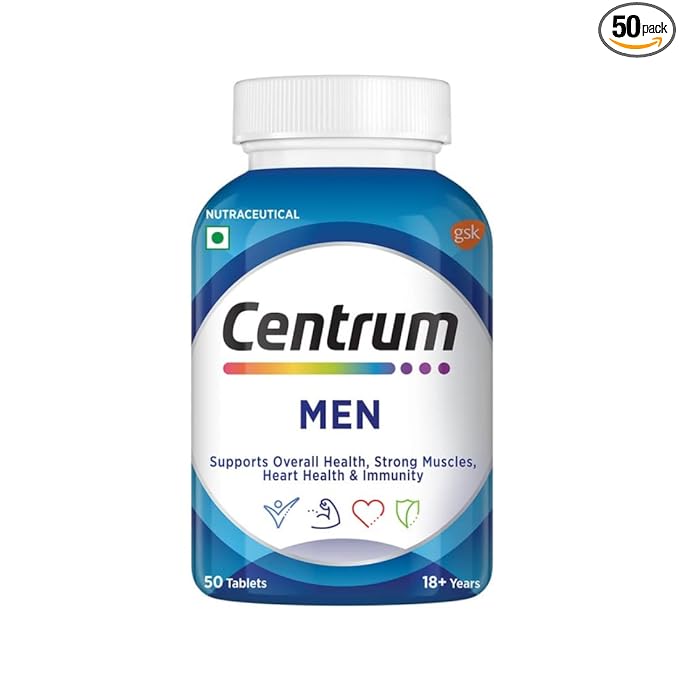 50 pack
NUTRACEUTICAL
gsk
Centrum
MEN
Supports Overall Health, Strong Muscles,
Heart Health & Immunity
50 Tablets 18+ Years